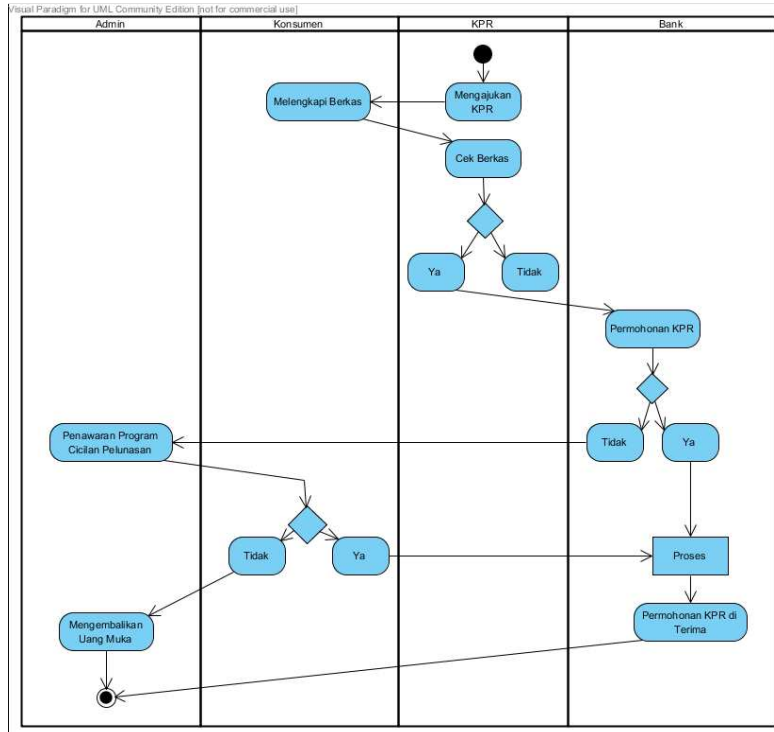 Visual Paradigm for UML Community Edition [not for commercial use]
Admin
Konsumen
KPR
Bank
Mengajukan
KPR
Melengkapi Berkas
Cek Berkas
Ya
Tidak
Permohonan KPR
Tidak
Ya
Penawaran Program
Cicilan Pelunasan
Tidak
Ya
Proses
Mengembalikan
Uang Muka
Permohonan KPR di
Terima